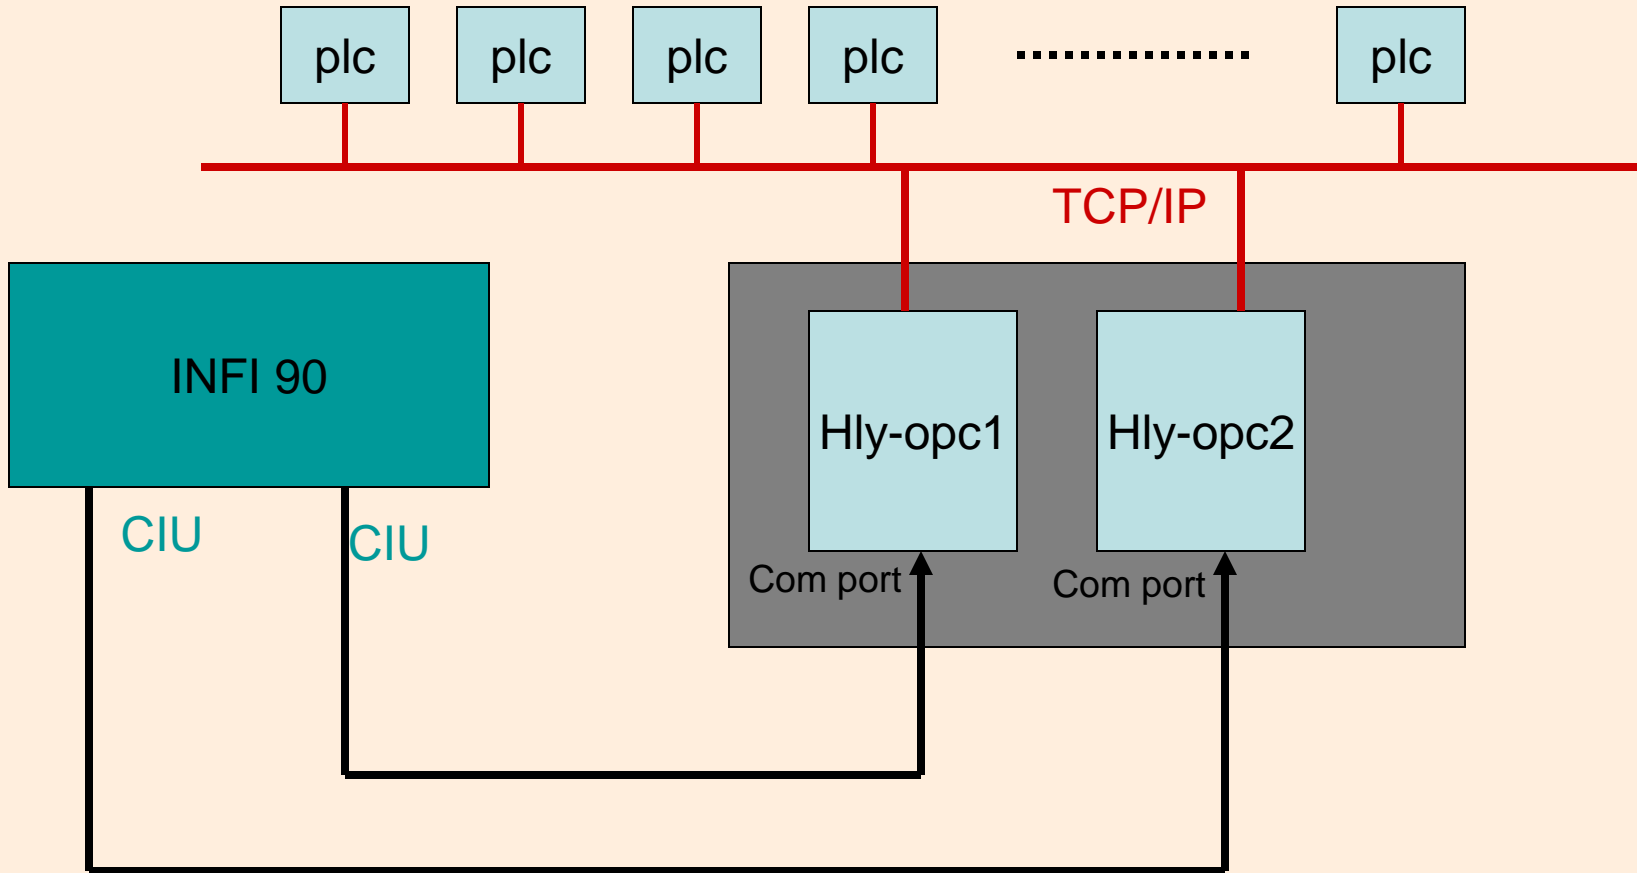 plc
plc
plc
plc
plc
TCP/IP
INFI 90
Hly-opc1
Hly-opc2
CIU
CIU
Com port
Com port